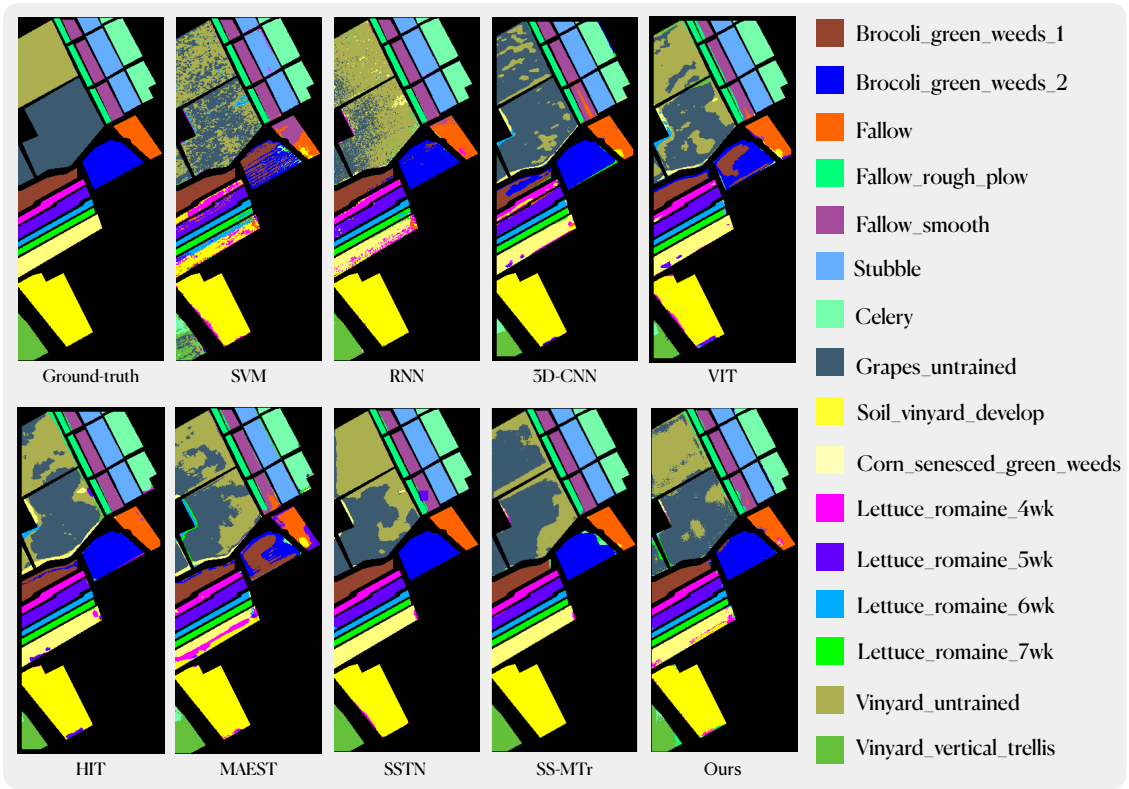 Ground-truth
SVM
RNN
3D-CNN
VIT
HIT
MAEST
SSTN
SS-MTr
Ours
Brocoli_green_weeds_1
Brocoli_green_weeds_2
Fallow
Fallow_rough_plow
Fallow_smooth
Stubble
Celery
Grapes_untrained
Soil_vinyard_develop
Corn_senesced_green_weeds
Lettuce_romaine_4wk
Lettuce_romaine_5wk
Lettuce_romaine_6wk
Lettuce_romaine_7wk
Vinyard_untrained
Vinyard_vertical_trellis